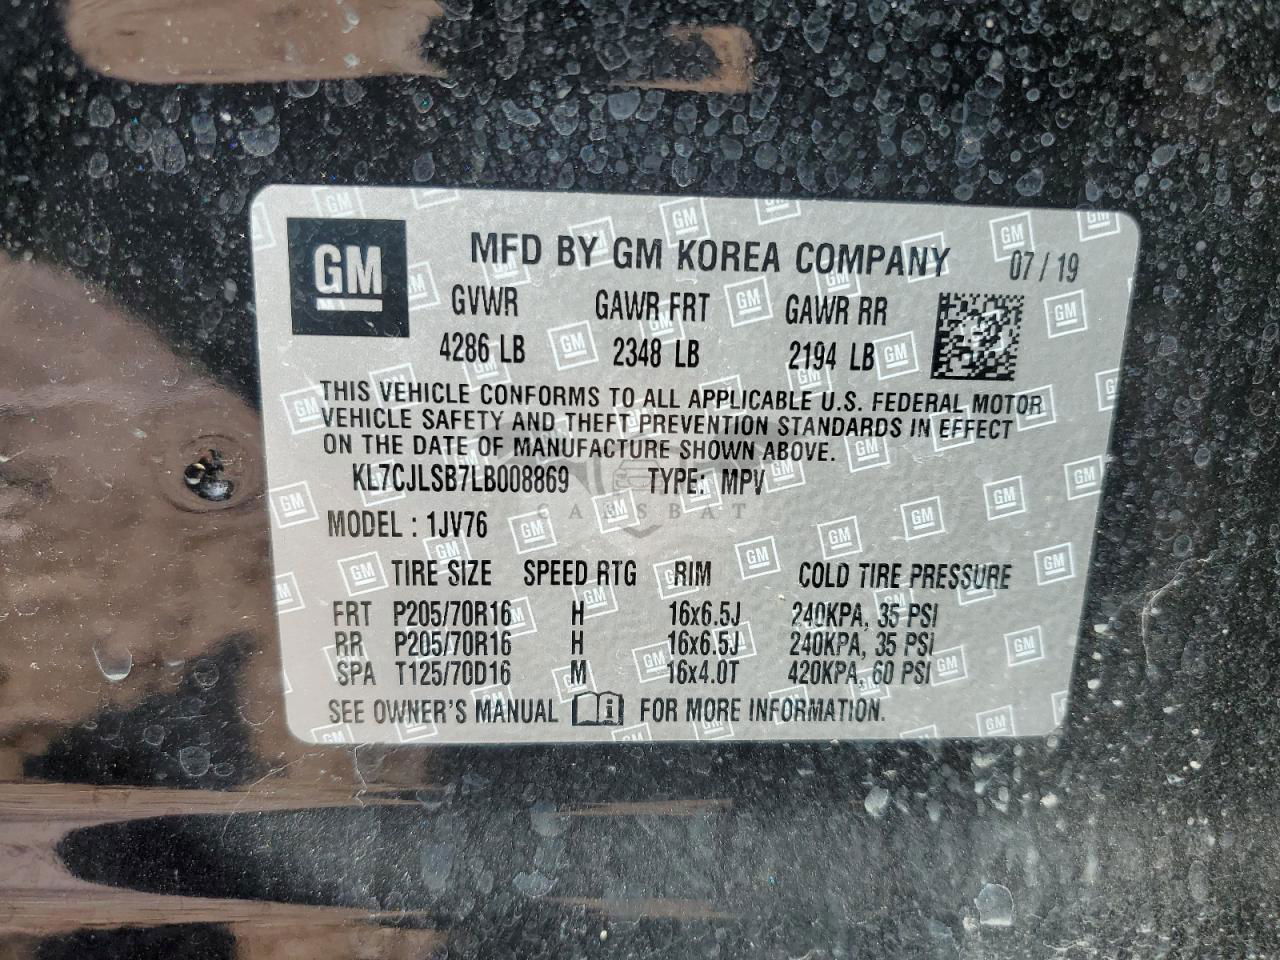 GM
MFD BY GM KOREA COMPANY 07 / 19
GVWR GAWR FRT GAWR RR
4286 LB 2348 LB 2194 LB
THIS VEHICLE CONFORMS TO ALL APPLICABLE U.S. FEDERAL MOTOR
VEHICLE SAFETY AND THEFT PREVENTION STANDARDS IN EFFECT
ON THE DATE OF MANUFACTURE SHOWN ABOVE.
KL7CJLSB7LB008869 TYPE: MPV
CARSBAT
MODEL : 1JV76
TIRE SIZE SPEED RTG RIM COLD TIRE PRESSURE
FRT P205/70R16 H 16x6.5J 240KPA, 35 PSI
RR P205/70R16 H 16x6.5J 240KPA, 35 PSI
SPA T125/70D16 M 16x4.0T 420KPA, 60 PSI
SEE OWNER'S MANUAL i FOR MORE INFORMATION.